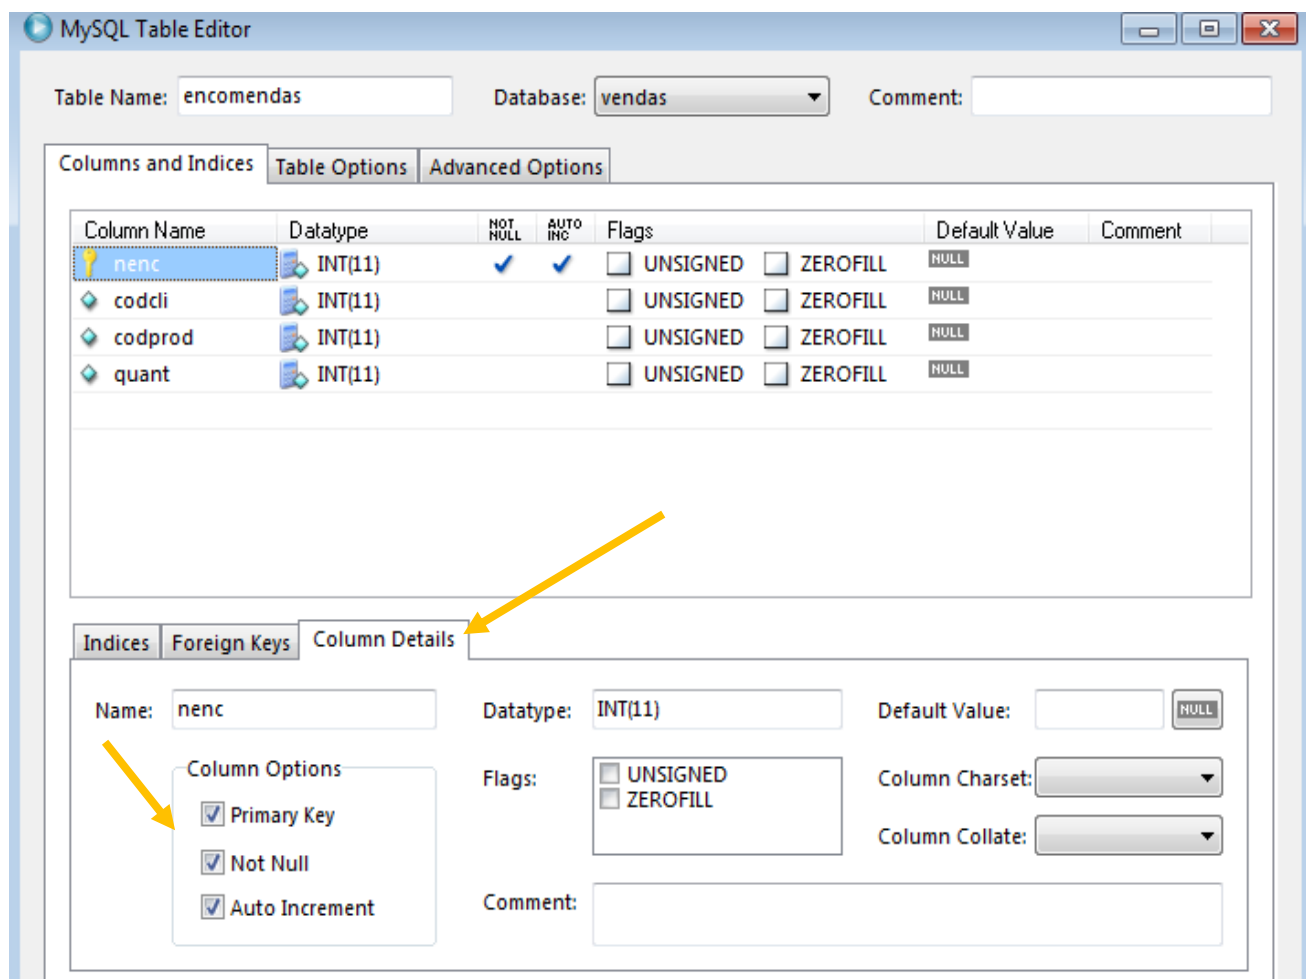 MySQL Table Editor
Table Name: encomendas Database: vendas Comment:
Columns and Indices Table Options Advanced Options
Column Name Datatype NOT NULL AUTO INC Flags Default Value Comment
nenc INT(11) UNSIGNED ZEROFILL NULL
codcli INT(11) UNSIGNED ZEROFILL NULL
codprod INT(11) UNSIGNED ZEROFILL NULL
quant INT(11) UNSIGNED ZEROFILL NULL
Indices Foreign Keys Column Details
Name: nenc Datatype: INT(11) Default Value: NULL
Column Options Flags: UNSIGNED Column Charset:
ZEROFILL
Primary Key
Column Collate:
Not Null
Auto Increment Comment: